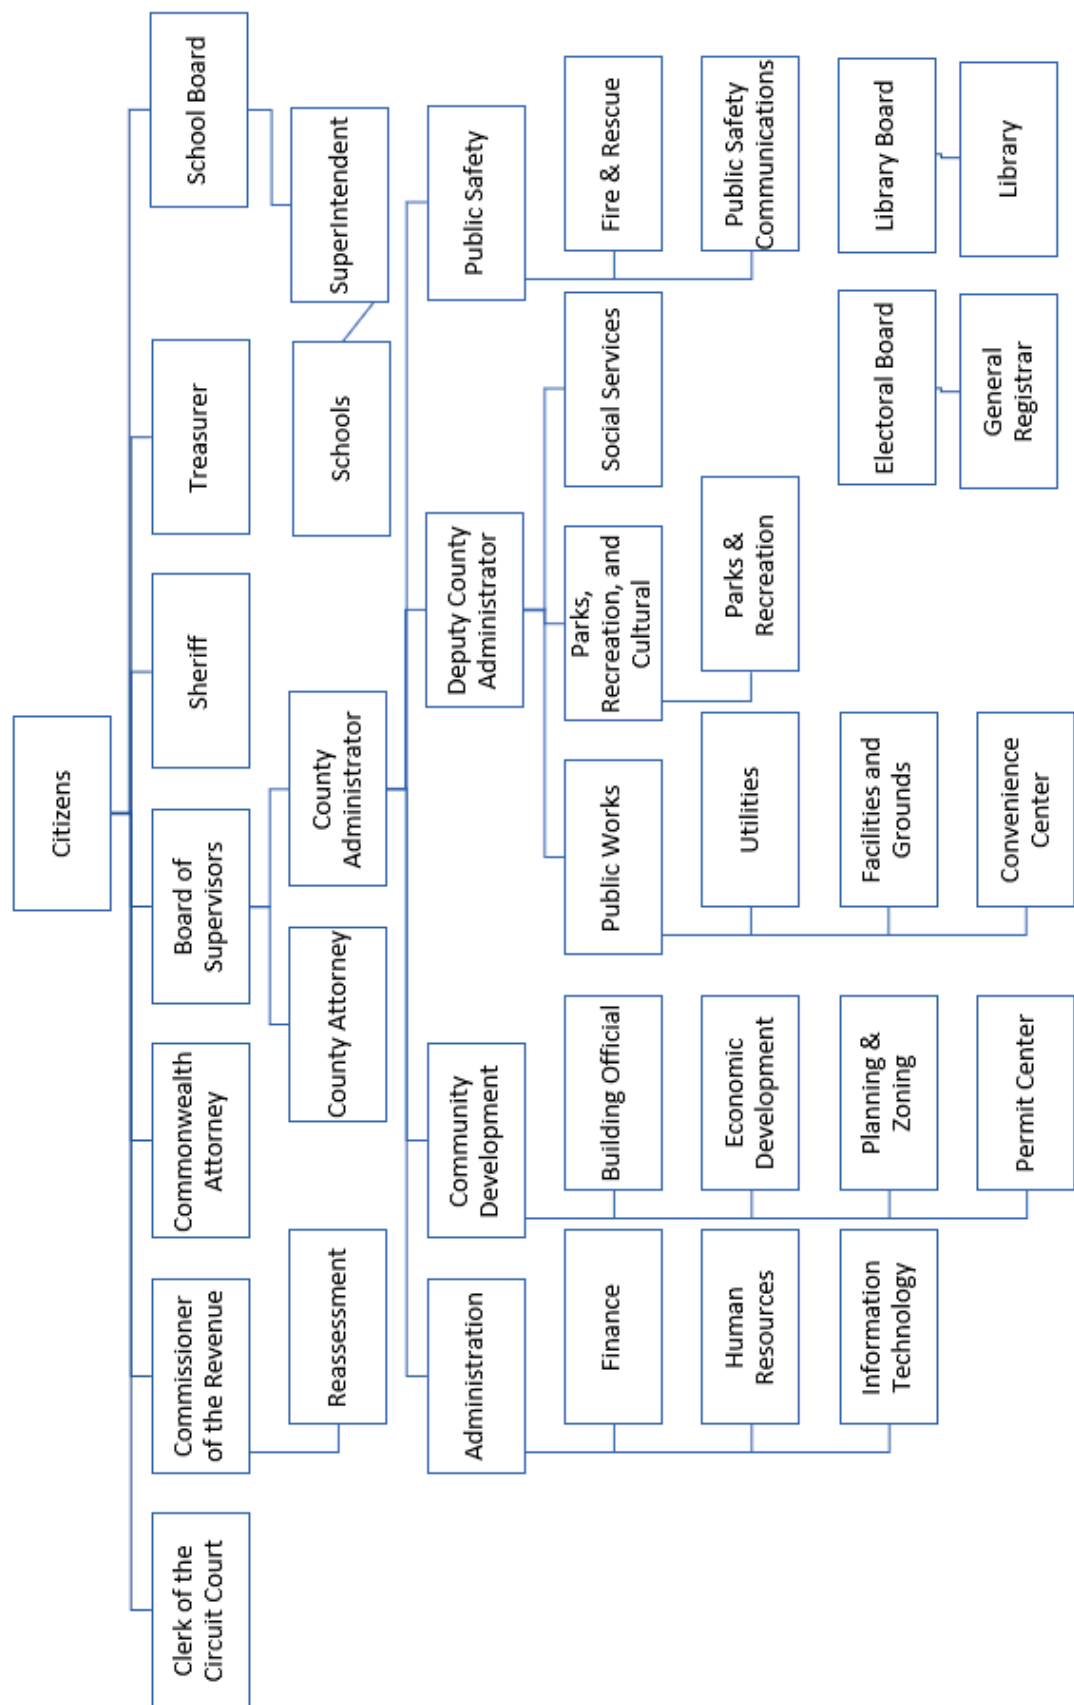 Citizens
Clerk of the
Circuit Court
Commissioner
of the Revenue
Commonwealth
Attorney
Board of
Supervisors
Sheriff
Treasurer
School Board
Reassessment
County Attorney
County
Administrator
Schools
Superintendent
Administration
Community
Development
Deputy County
Administrator
Public Safety
Finance
Building Official
Public Works
Parks,
Recreation, and
Cultural
Social Services
Fire & Rescue
Human
Resources
Economic
Development
Utilities
Parks &
Recreation
Public Safety
Communications
Information
Technology
Planning &
Zoning
Facilities and
Grounds
Electoral Board
Library Board
Permit Center
Convenience
Center
General
Registrar
Library